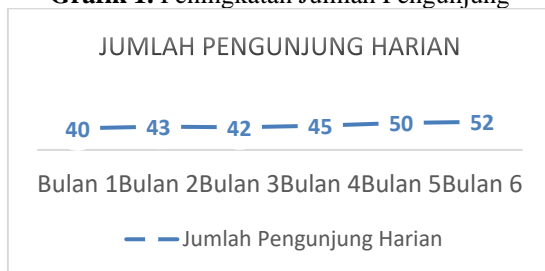 Grafik 1. Peningkatan Jumlah Pengunjung
JUMLAH PENGUNJUNG HARIAN
40 43 42 45 50 52
Bulan 1Bulan 2Bulan 3Bulan 4Bulan 5Bulan 6
Jumlah Pengunjung Harian